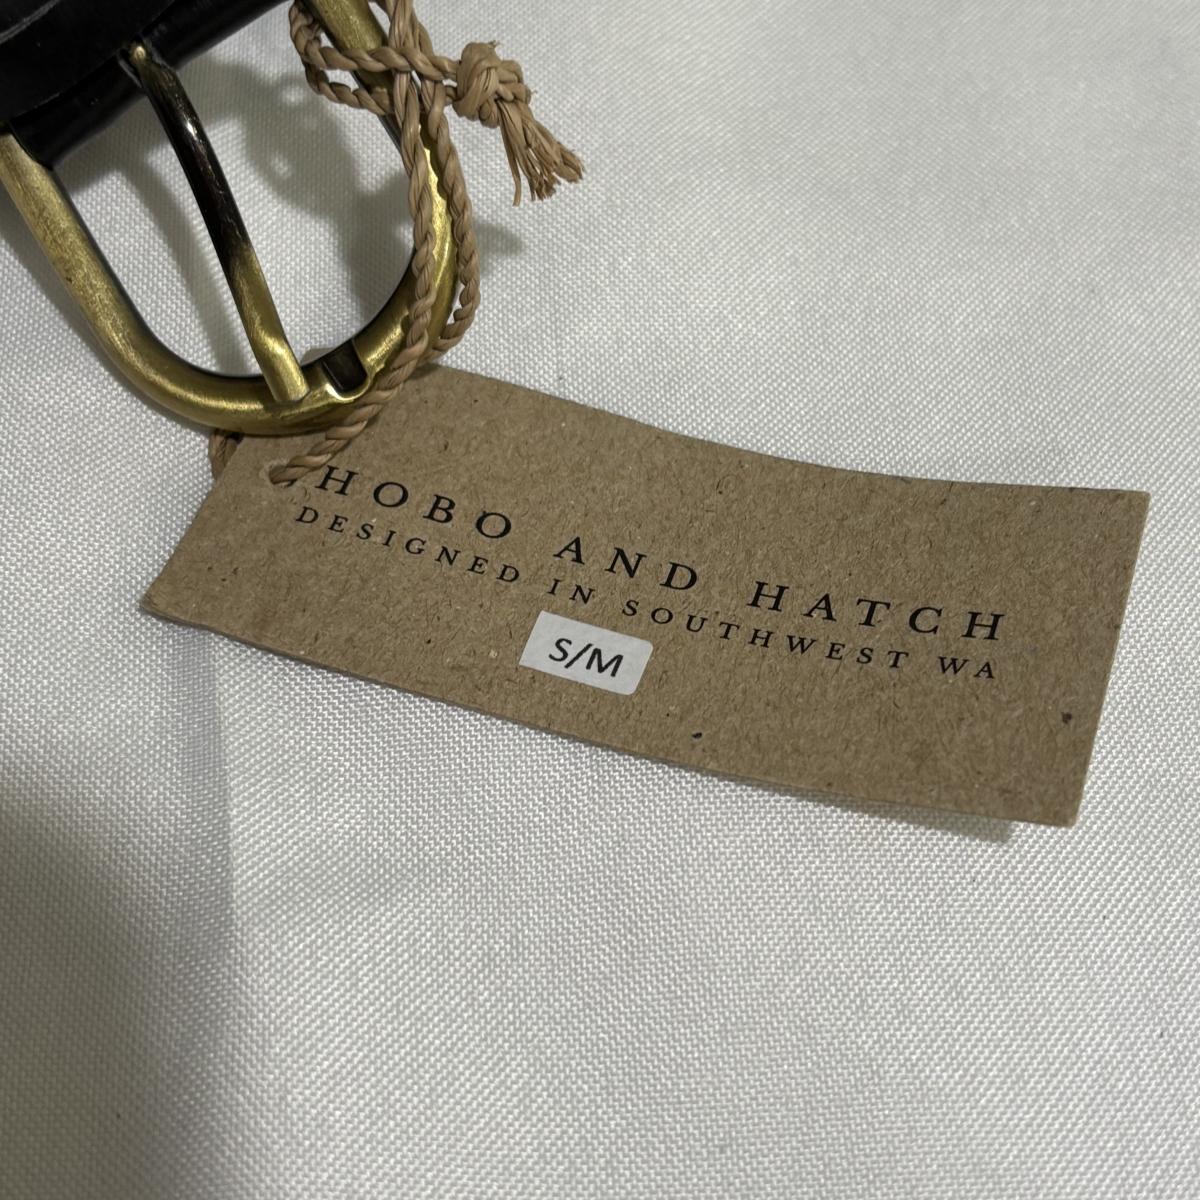 HOBO AND HATCH
DESIGNED IN SOUTHWEST WA
S/M